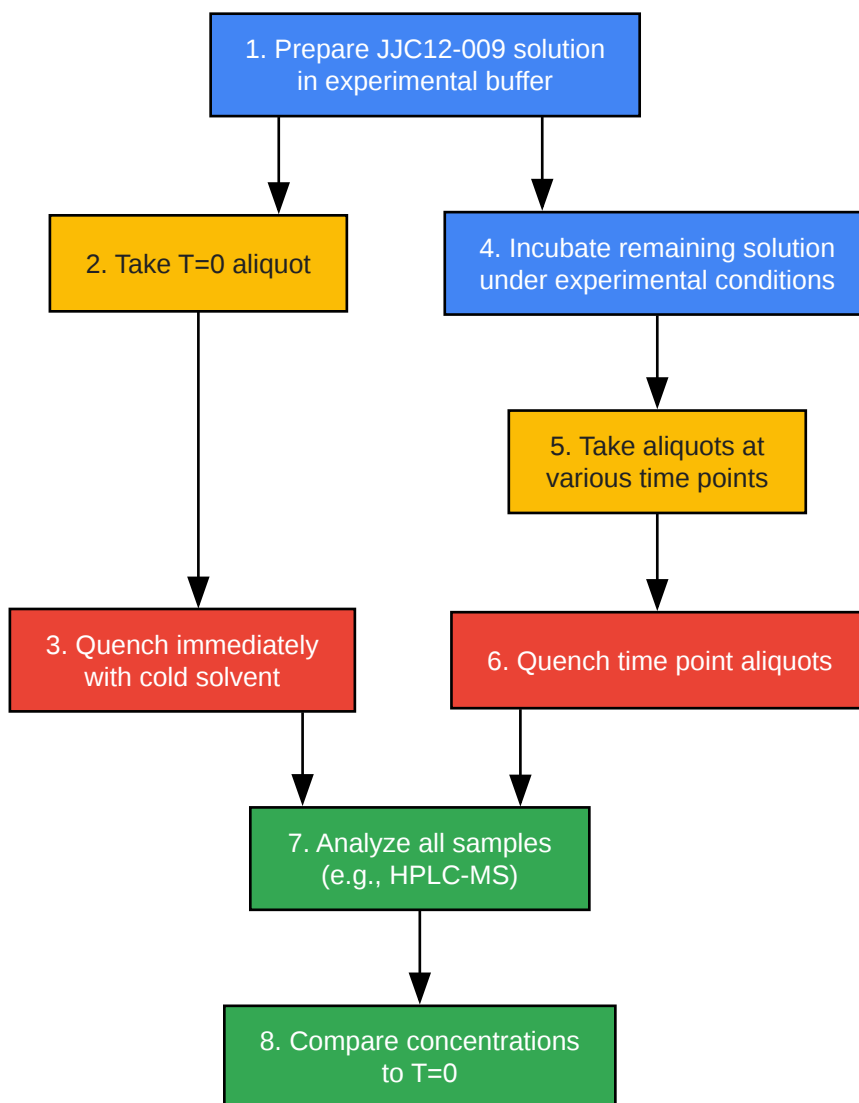 1. Prepare JJC12-009 solution
in experimental buffer
2. Take T=0 aliquot
4. Incubate remaining solution
under experimental conditions
5. Take aliquots at
various time points
3. Quench immediately
with cold solvent
6. Quench time point aliquots
7. Analyze all samples
(e.g., HPLC-MS)
8. Compare concentrations
to T=0